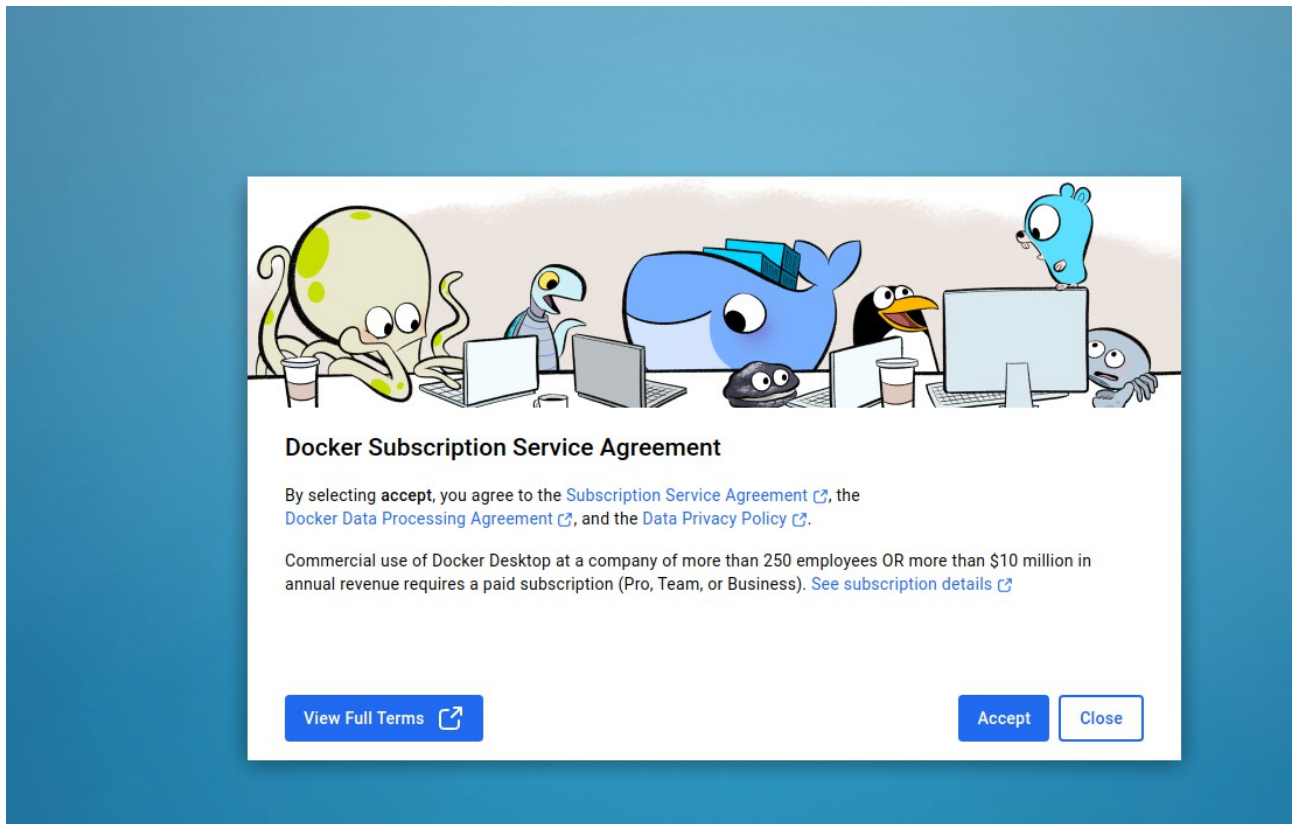 Docker Subscription Service Agreement
By selecting accept, you agree to the Subscription Service Agreement, the
Docker Data Processing Agreement, and the Data Privacy Policy.
Commercial use of Docker Desktop at a company of more than 250 employees OR more than $10 million in
annual revenue requires a paid subscription (Pro, Team, or Business). See subscription details
View Full Terms
Accept
Close